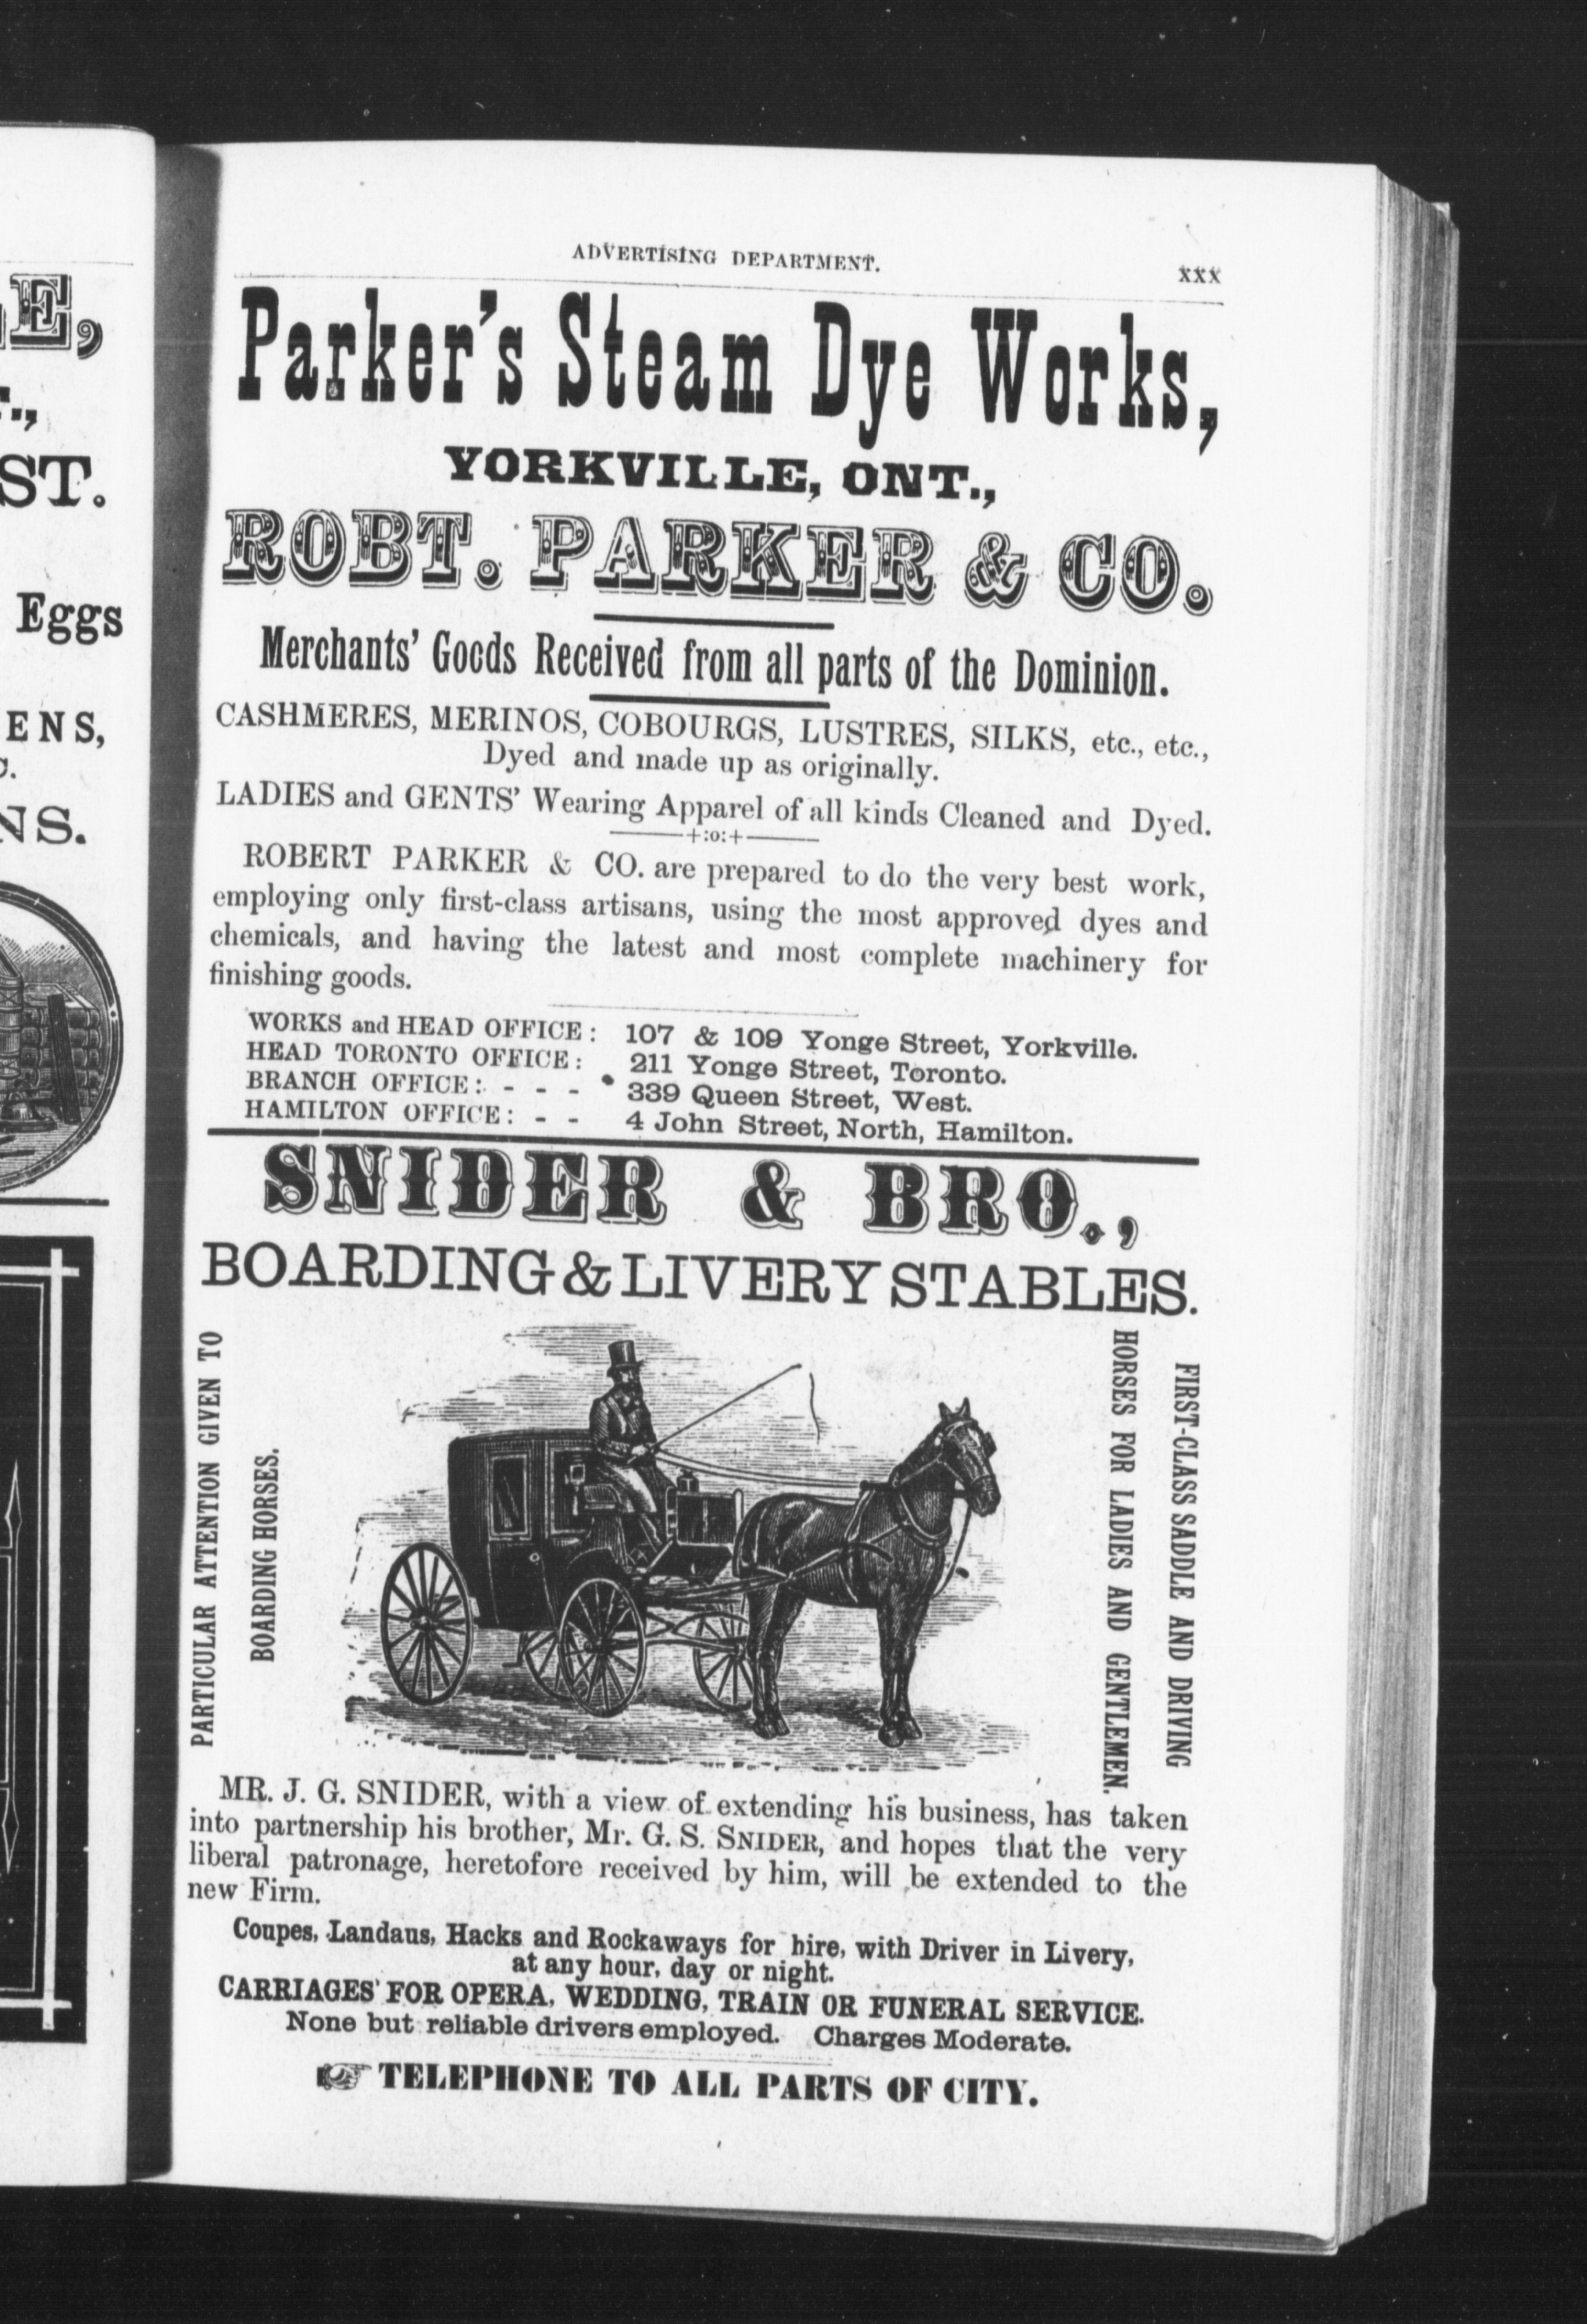 E,
T.,
ST.
Eggs
ENS,
C.
NS.
ADVERTISING DEPARTMENT. xxx
Parker's Steam Dye Works,
YORKVILLE, ONT.,
ROBT. PARKER & CO.
Merchants' Goods Received from all parts of the Dominion.
CASHMERES, MERINOS, COBOURGS, LUSTRES, SILKS, etc., etc.,
Dyed and made up as originally.
LADIES and GENTS' Wearing Apparel of all kinds Cleaned and Dyed.
+:o:+
ROBERT PARKER & CO. are prepared to do the very best work,
employing only first-class artisans, using the most approved dyes and
chemicals, and having the latest and most complete machinery for
finishing goods.
WORKS and HEAD OFFICE: 107 & 109 Yonge Street, Yorkville.
HEAD TORONTO OFFICE: 211 Yonge Street, Toronto.
BRANCH OFFICE: - - - 339 Queen Street, West.
HAMILTON OFFICE: - - 4 John Street, North, Hamilton.
SNIDER & BRO.,
BOARDING & LIVERY STABLES.
PARTICULAR ATTENTION GIVEN TO
BOARDING HORSES.
FIRST-CLASS SADDLE AND DRIVING
HORSES FOR LADIES AND GENTLEMEN.
MR. J. G. SNIDER, with a view of extending his business, has taken
into partnership his brother, Mr. G. S. SNIDER, and hopes that the very
liberal patronage, heretofore received by him, will be extended to the
new Firm.
Coupes, Landaus, Hacks and Rockaways for hire, with Driver in Livery,
at any hour, day or night.
CARRIAGES FOR OPERA, WEDDING, TRAIN OR FUNERAL SERVICE.
None but reliable drivers employed. Charges Moderate.
☞ TELEPHONE TO ALL PARTS OF CITY.